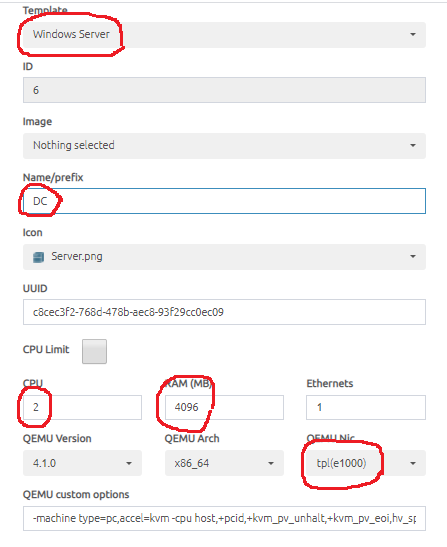 Template
Windows Server
ID
6
Image
Nothing selected
Name/prefix
DC
Icon
Server.png
UUID
c8cec3f2-768d-478b-aec8-93f29cc0ec09
CPU Limit
CPU RAM (MB) Ethernets
2 4096 1
QEMU Version QEMU Arch QEMU Nic
4.1.0 x86_64 tpl(e1000)
QEMU custom options
-machine type=pc,accel=kvm -cpu host,+pcid,+kvm_pv_unhalt,+kvm_pv_eoi,hv_sp